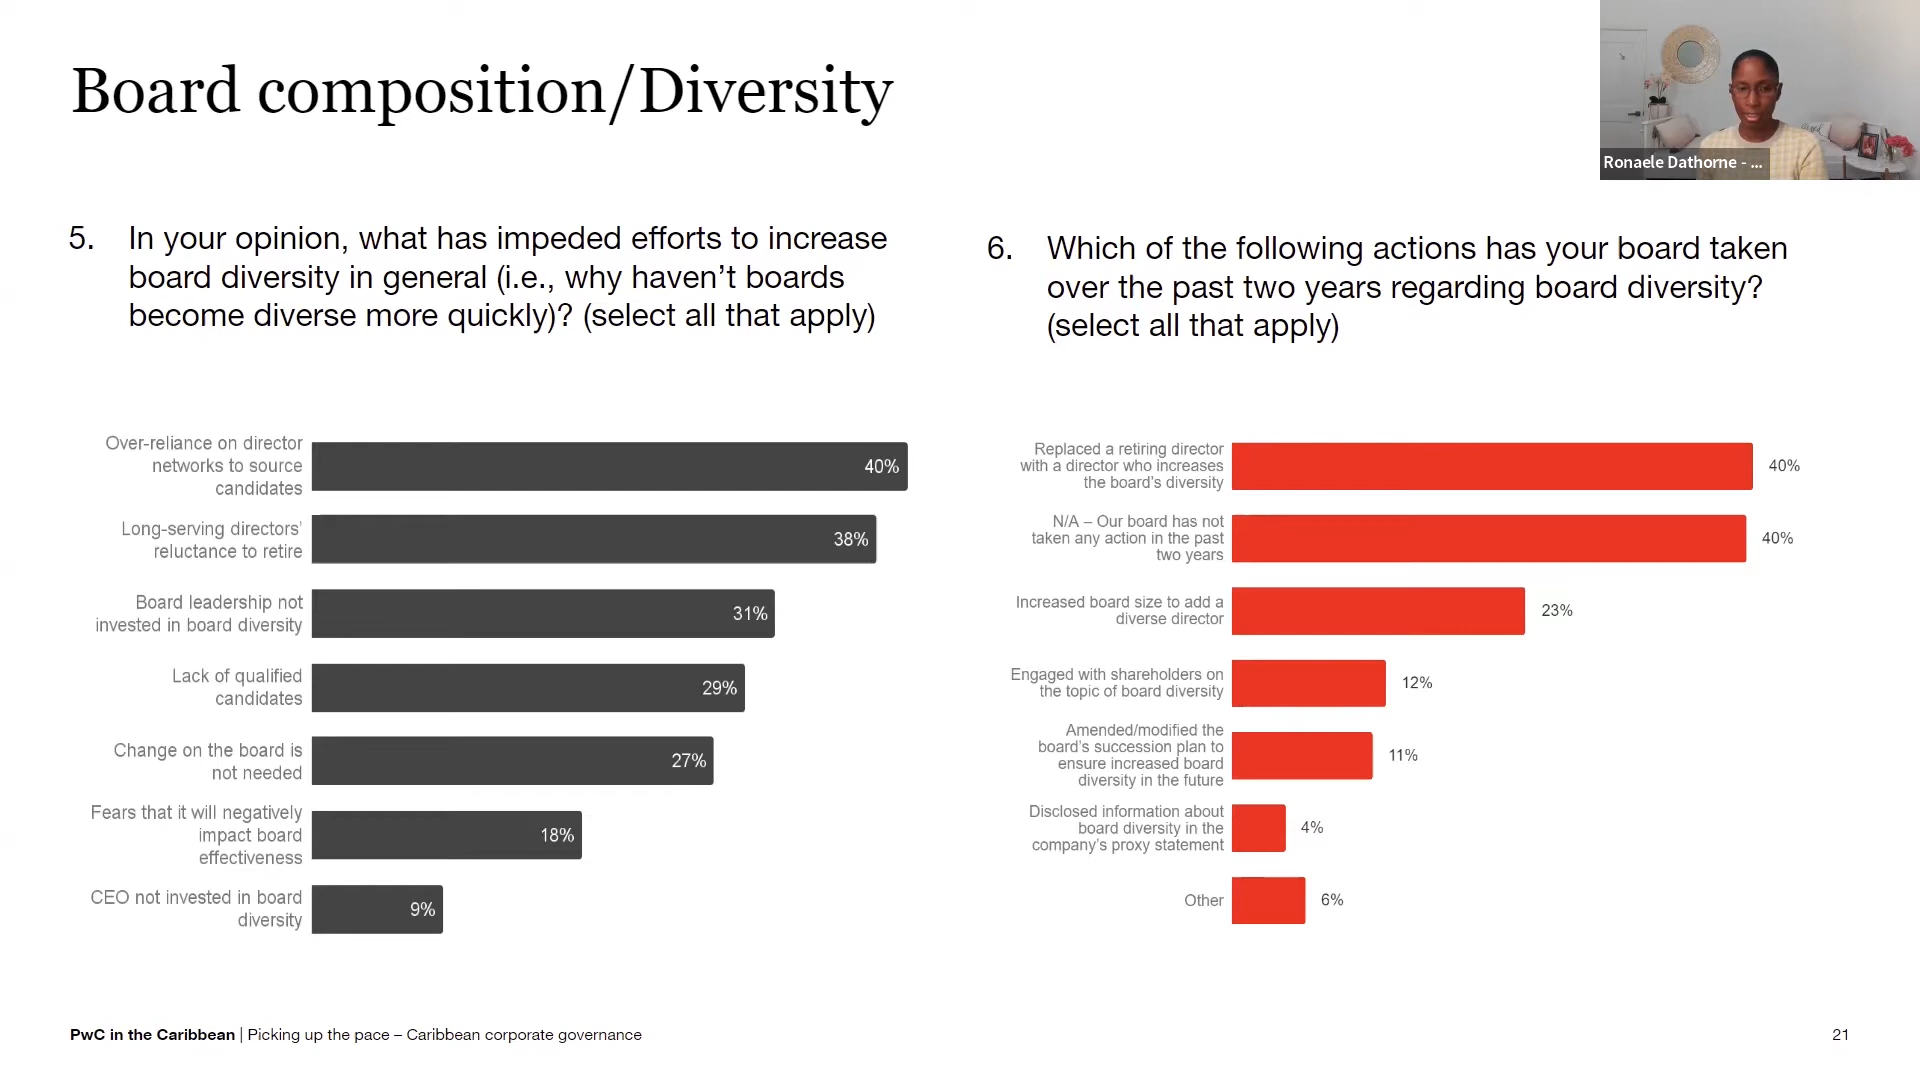 Board composition/Diversity
Ronaele Dathorne - ...
5. In your opinion, what has impeded efforts to increase
board diversity in general (i.e., why haven’t boards
become diverse more quickly)? (select all that apply)
Over-reliance on director
networks to source
candidates
40%
Long-serving directors’
reluctance to retire
38%
Board leadership not
invested in board diversity
31%
Lack of qualified
candidates
29%
Change on the board is
not needed
27%
Fears that it will negatively
impact board
effectiveness
18%
CEO not invested in board
diversity
9%
6. Which of the following actions has your board taken
over the past two years regarding board diversity?
(select all that apply)
Replaced a retiring director
with a director who increases
the board’s diversity
40%
N/A – Our board has not
taken any action in the past
two years
40%
Increased board size to add a
diverse director
23%
Engaged with shareholders on
the topic of board diversity
12%
Amended/modified the
board’s succession plan to
ensure increased board
diversity in the future
11%
Disclosed information about
board diversity in the
company’s proxy statement
4%
Other
6%
PwC in the Caribbean | Picking up the pace – Caribbean corporate governance
21